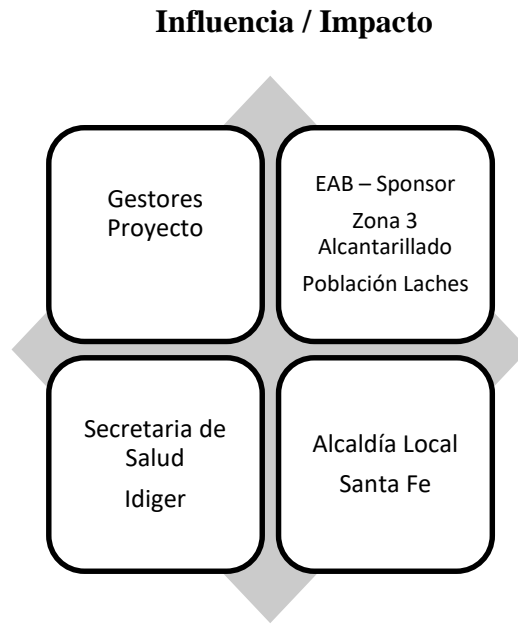 Influencia / Impacto
Gestores
Proyecto
EAB – Sponsor
Zona 3
Alcantarillado
Población Laches
Secretaria de
Salud
Idiger
Alcaldía Local
Santa Fe